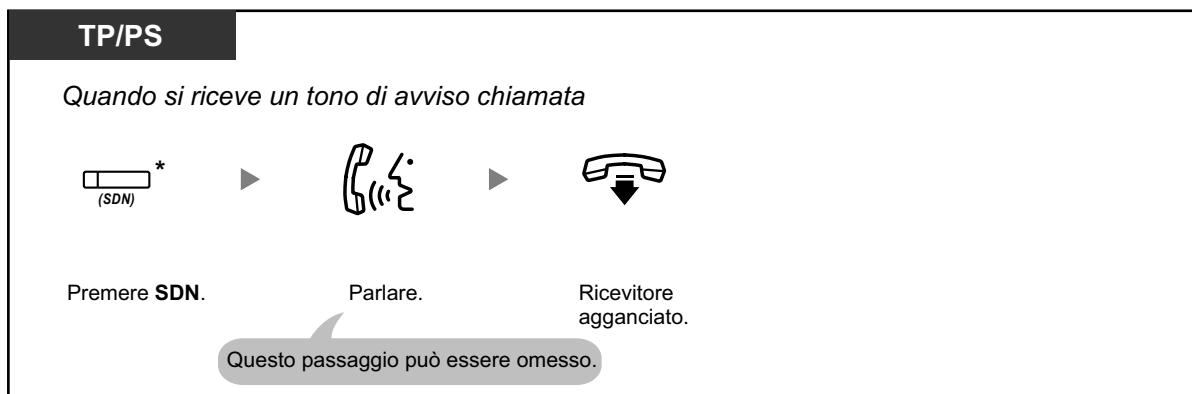 TP/PS
Quando si riceve un tono di avviso chiamata
*
(SDN)
Premere SDN.
Parlare.
Ricevitore
agganciato.
Questo passaggio può essere omesso.